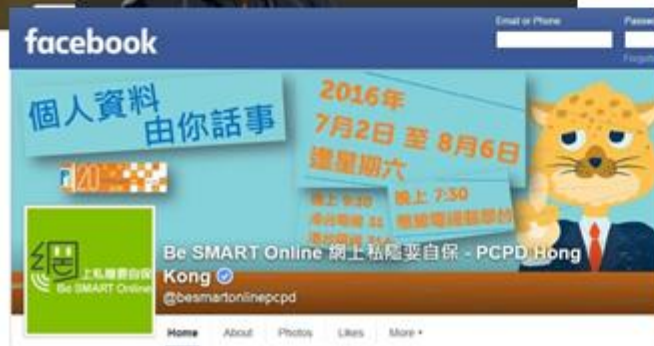 facebook
Email or Phone
個人資料
由你話事
2016年
7月2日 至 8月6日
逢星期六
晚上 7:30
20
網
上私隱要自保
Be SMART Online
Be SMART Online 網上私隱要自保 - PCPD Hong
Kong
@besmartonlinepcpd
Home About Photos Likes More